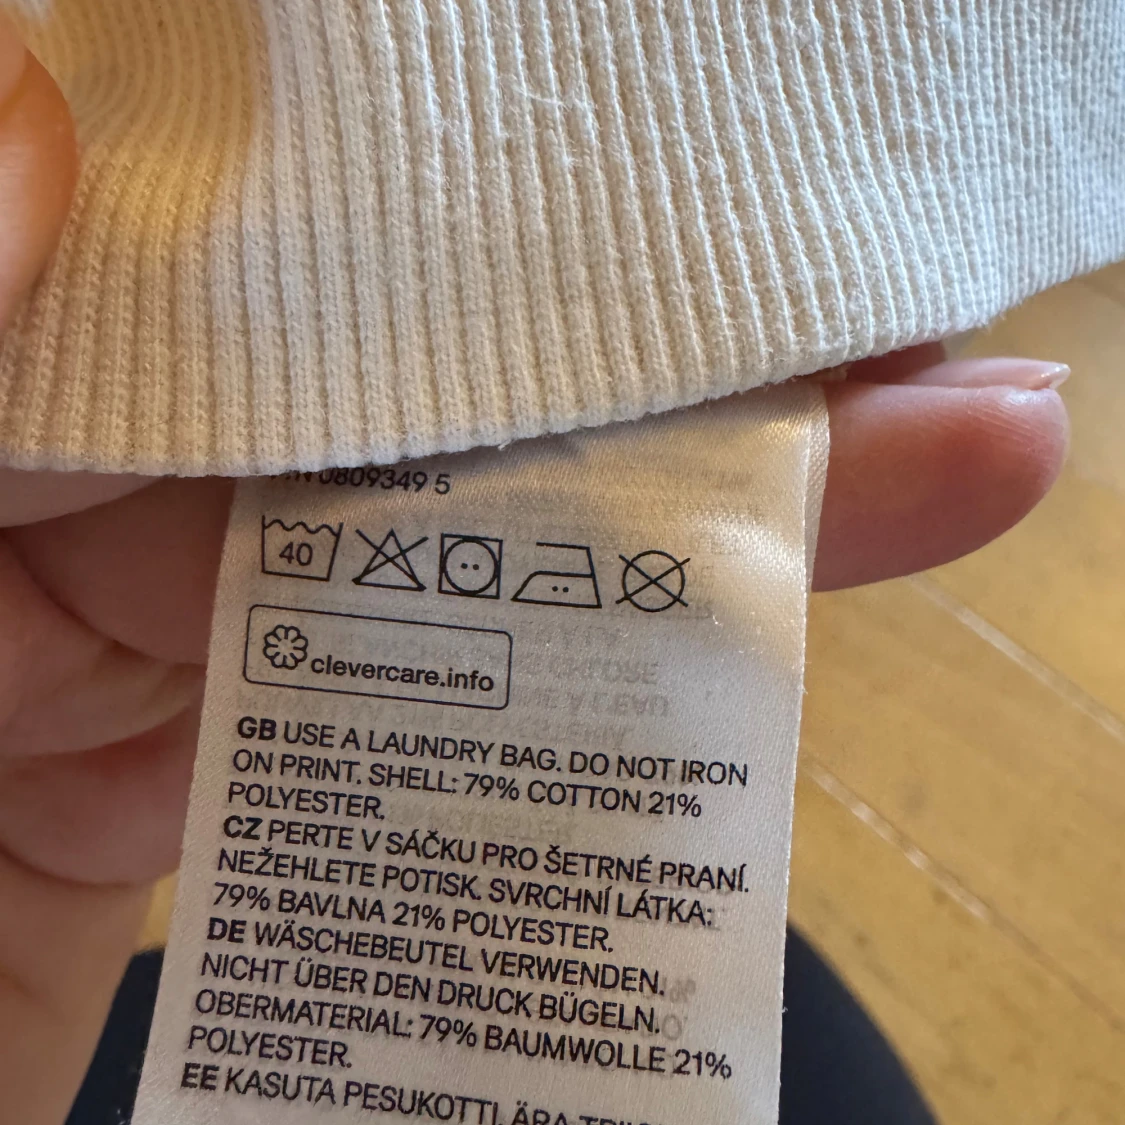 0809349 5
40
clevercare.info
GB USE A LAUNDRY BAG. DO NOT IRON
ON PRINT. SHELL: 79% COTTON 21%
POLYESTER.
CZ PERTE V SÁČKU PRO ŠETRNÉ PRANÍ.
NEŽEHLETE POTISK. SVRCHNÍ LÁTKA:
79% BAVLNA 21% POLYESTER.
DE WÄSCHEBEUTEL VERWENDEN.
NICHT ÜBER DEN DRUCK BÜGELN.
OBERMATERIAL: 79% BAUMWOLLE 21%
POLYESTER.
EE KASUTA PESUKOTTI. ÄRA